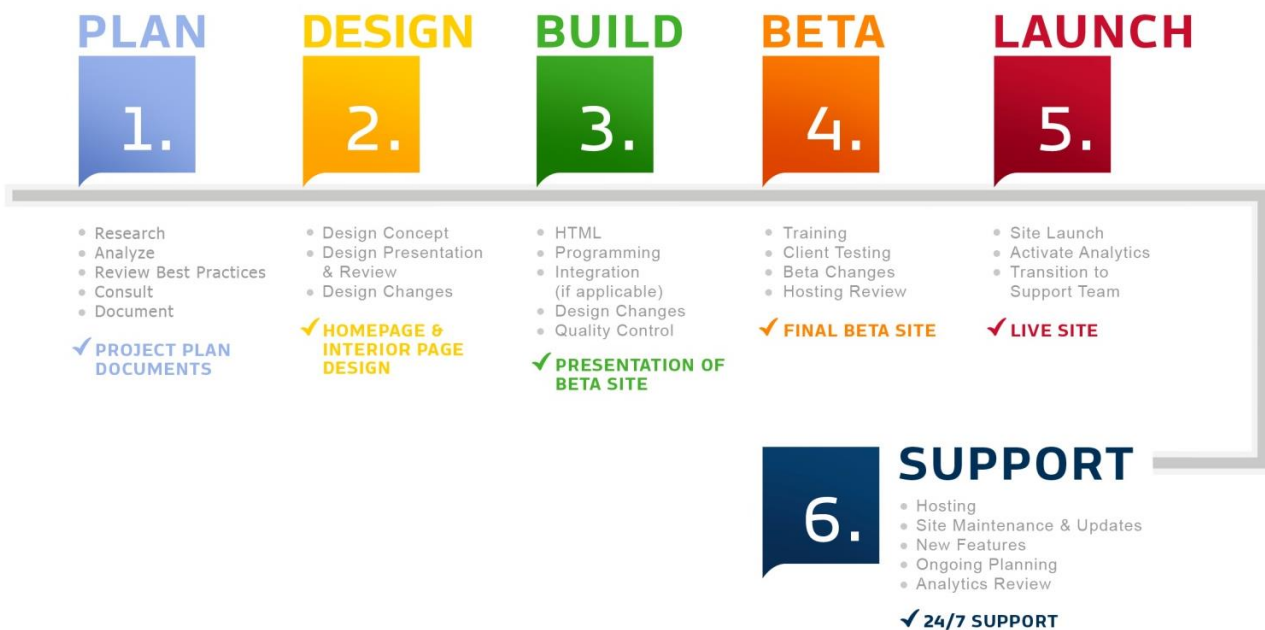 PLAN
1.
• Research
• Analyze
• Review Best Practices
• Consult
• Document
✓ PROJECT PLAN
DOCUMENTS
DESIGN
2.
• Design Concept
• Design Presentation
& Review
• Design Changes
✓ HOMEPAGE &
INTERIOR PAGE
DESIGN
BUILD
3.
• HTML
• Programming
• Integration
(if applicable)
• Design Changes
• Quality Control
✓ PRESENTATION OF
BETA SITE
BETA
4.
• Training
• Client Testing
• Beta Changes
• Hosting Review
✓ FINAL BETA SITE
LAUNCH
5.
• Site Launch
• Activate Analytics
• Transition to
Support Team
✓ LIVE SITE
6.
SUPPORT
• Hosting
• Site Maintenance & Updates
• New Features
• Ongoing Planning
• Analytics Review
✓ 24/7 SUPPORT